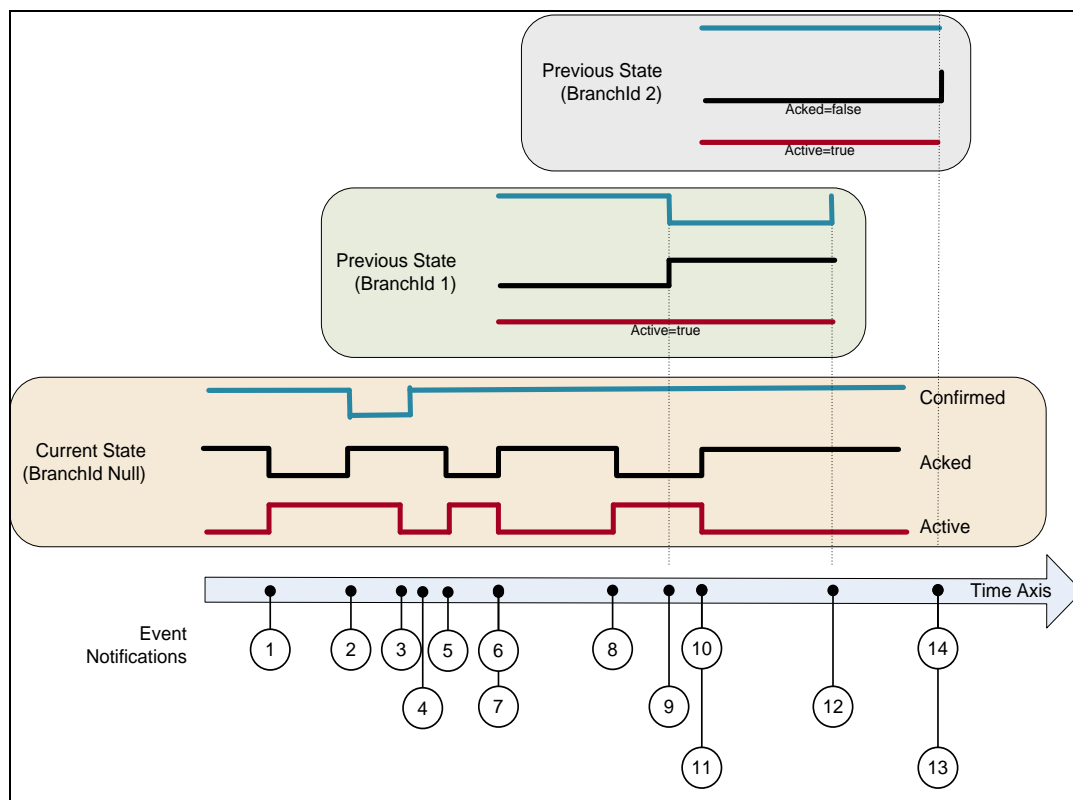 Previous State
(BranchId 2)
Acked=false
Active=true
Previous State
(BranchId 1)
Active=true
Confirmed
Current State
(BranchId Null)
Acked
Active
Time Axis
Event
Notifications
1
2
3
5
6
8
10
14
4
7
9
12
11
13